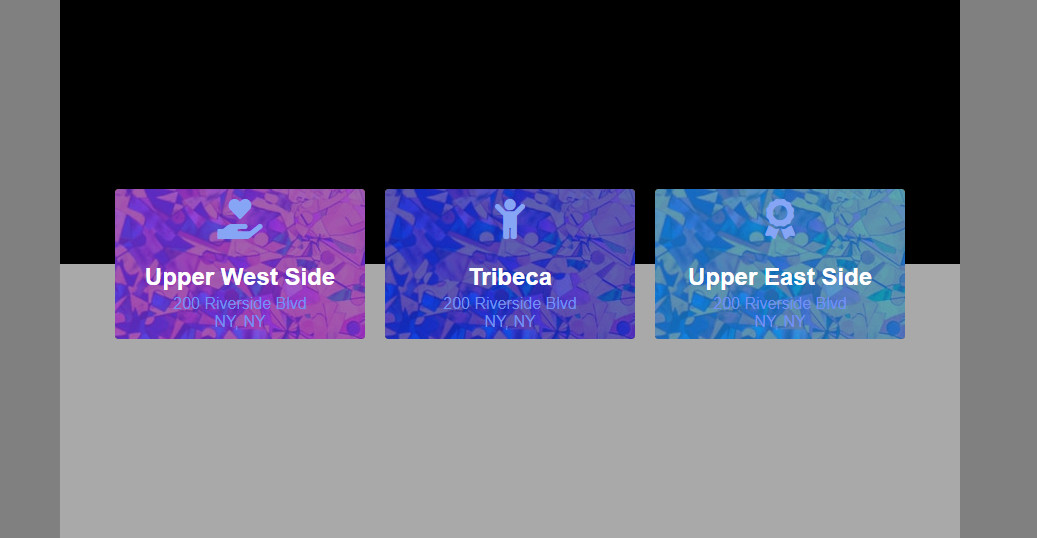 Upper West Side
200 Riverside Blvd
NY, NY,
Tribeca
200 Riverside Blvd
NY, NY,
Upper East Side
200 Riverside Blvd
NY, NY,